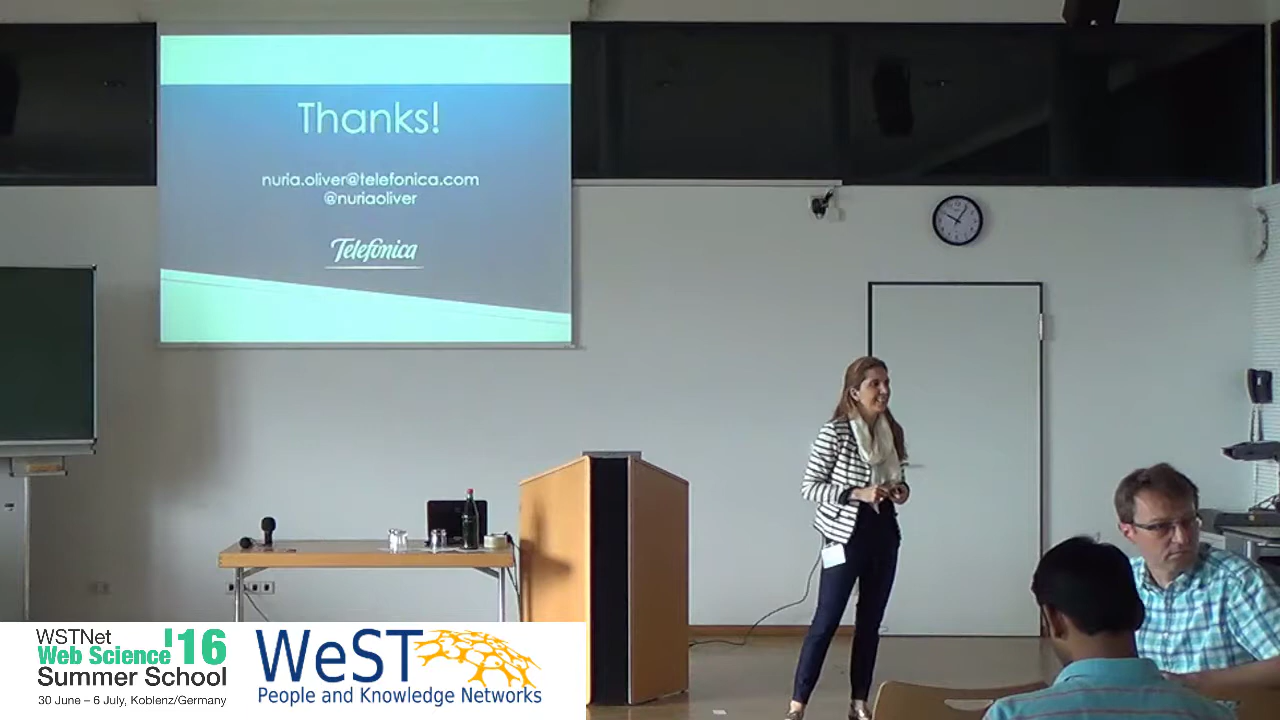 Thanks!
nuria.oliver@telefonica.com
@nuriaoliver
Telefónica
WSTNet
Web Science '16
Summer School
30 June – 6 July, Koblenz/Germany
WeST
People and Knowledge Networks